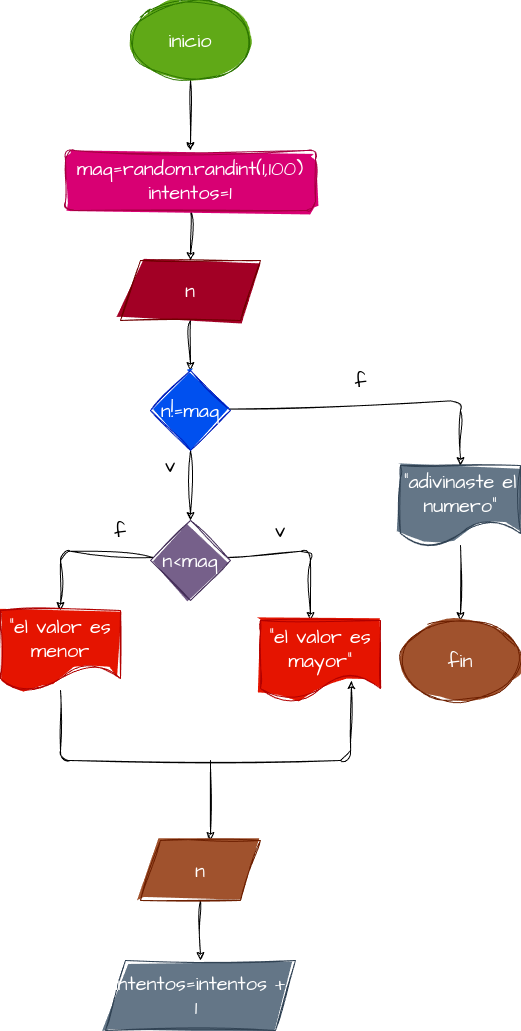 inicio
maq=random.randint(1,100)
intentos=1
n
n!=maq
f
v
"adivinaste el
numero"
n<maq
f
v
"el valor es
menor
"el valor es
mayor"
fin
n
intentos=intentos +
1